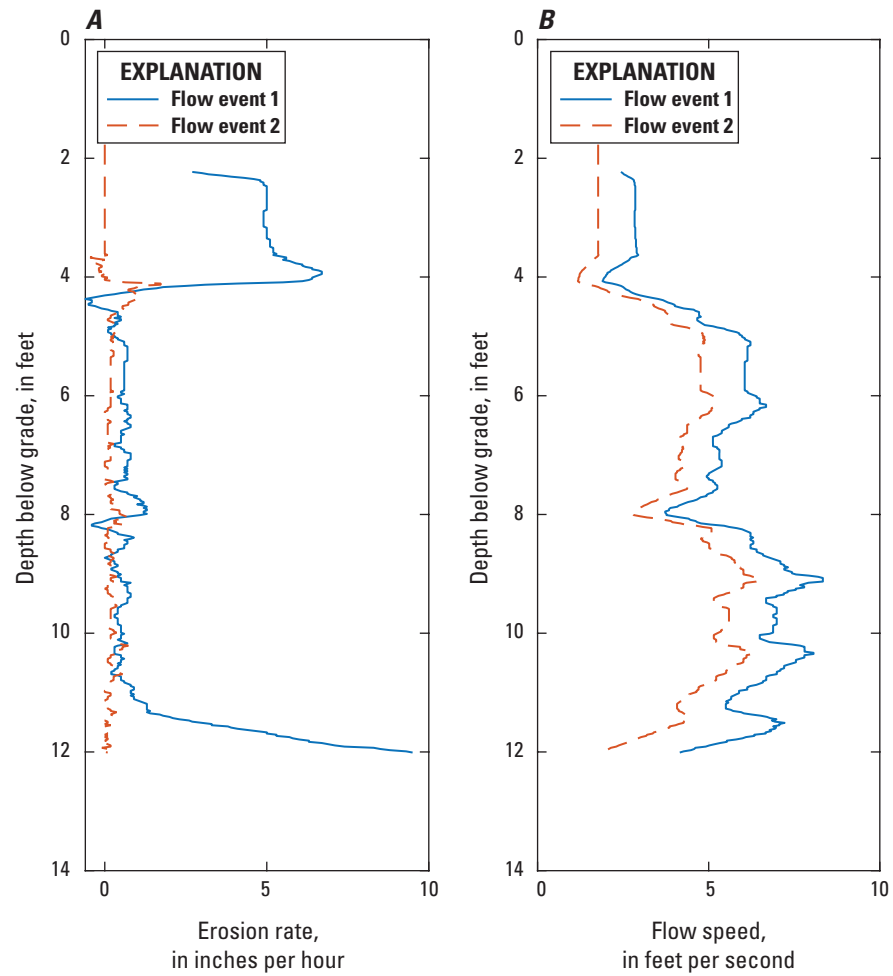 A
EXPLANATION
Flow event 1
Flow event 2
0
2
4
6
8
10
12
14
Depth below grade, in feet
0
5
10
Erosion rate,
in inches per hour
B
EXPLANATION
Flow event 1
Flow event 2
0
2
4
6
8
10
12
14
Depth below grade, in feet
0
5
10
Flow speed,
in feet per second